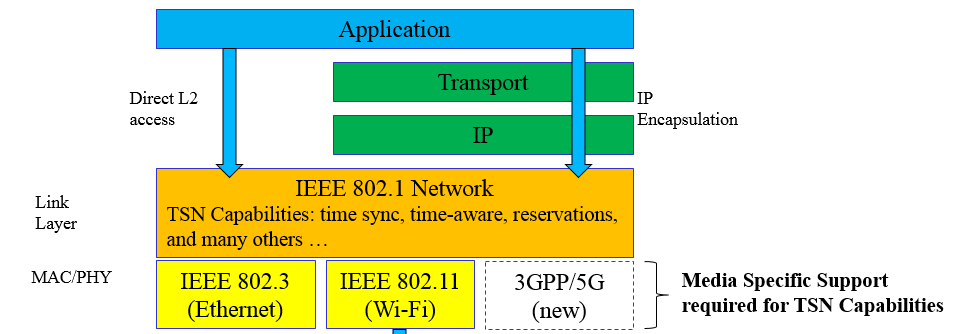 Application
Direct L2
access
Transport
IP
Encapsulation
IP
Link
Layer
IEEE 802.1 Network
TSN Capabilities: time sync, time-aware, reservations,
and many others …
MAC/PHY
IEEE 802.3
(Ethernet)
IEEE 802.11
(Wi-Fi)
3GPP/5G
(new)
Media Specific Support
required for TSN Capabilities